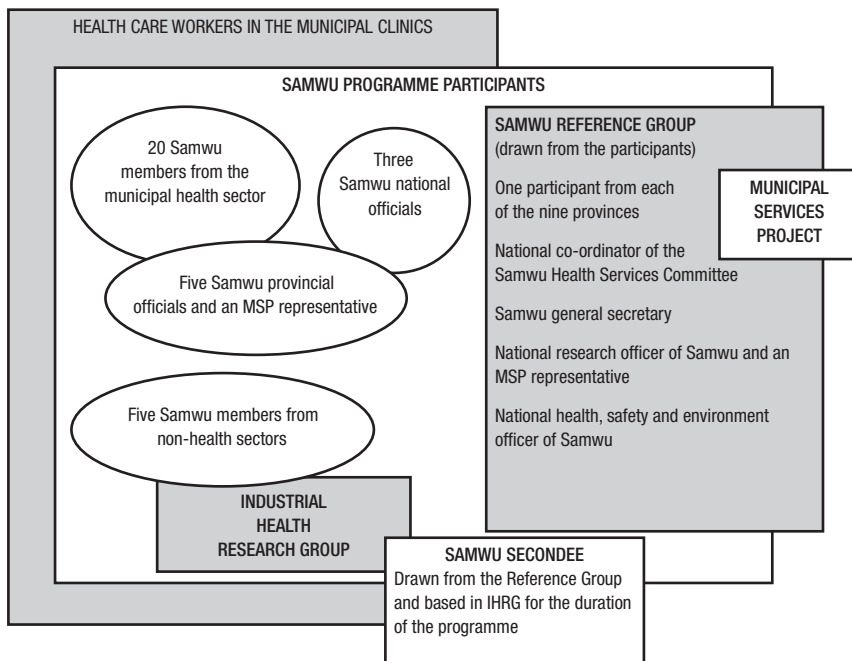 HEALTH CARE WORKERS IN THE MUNICIPAL CLINICS
SAMWU PROGRAMME PARTICIPANTS
20 Samwu
members from the
municipal health sector
Three
Samwu national
officials
Five Samwu provincial
officials and an MSP representative
Five Samwu members from
non-health sectors
INDUSTRIAL
HEALTH
RESEARCH GROUP
SAMWU REFERENCE GROUP
(drawn from the participants)
One participant from each
of the nine provinces
National co-ordinator of the
Samwu Health Services Committee
Samwu general secretary
National research officer of Samwu and an
MSP representative
National health, safety and environment
officer of Samwu
MUNICIPAL
SERVICES
PROJECT
SAMWU SECONDEE
Drawn from the Reference Group
and based in IHRG for the duration
of the programme